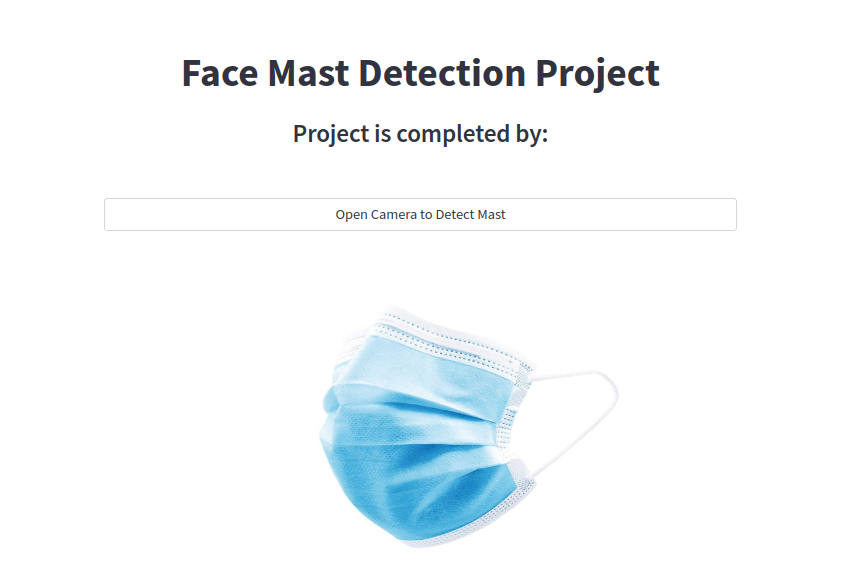 Face Mast Detection Project
Project is completed by:
Open Camera to Detect Mast